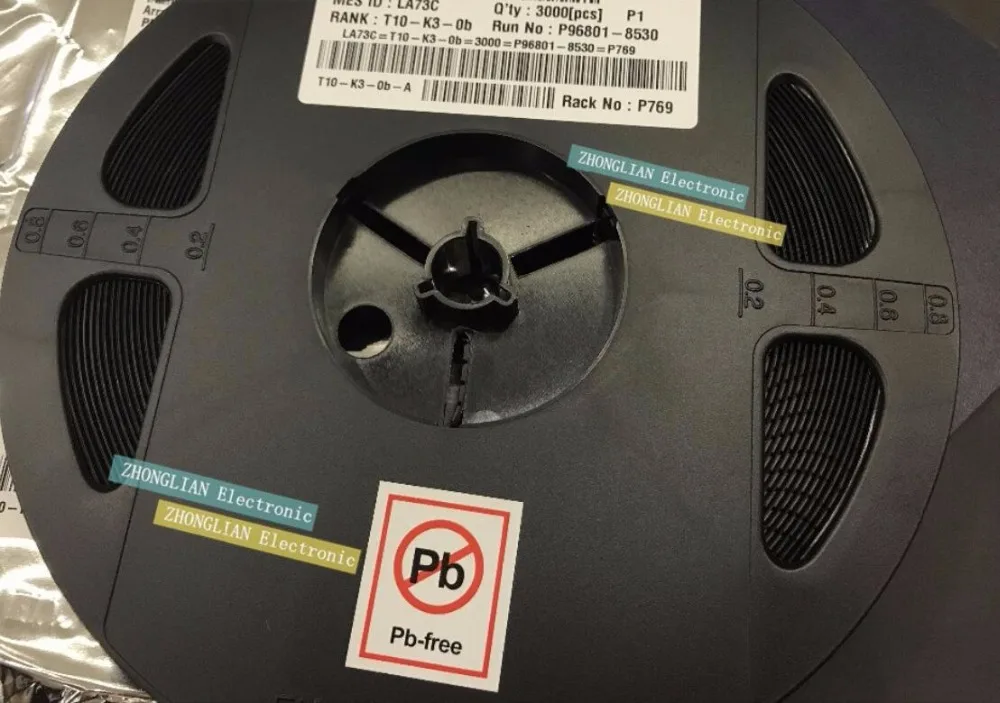 MES ID : LA73C
Q'ty : 3000[pcs] P1
RANK : T10-K3-0b Run No : P96801-8530
LA73C=T10-K3-0b=3000=P96801-8530=P769
T10-K3-0b-A
Rack No : P769
ZHONGLIAN Electronic
ZHONGLIAN Electronic
0.8 0.6 0.4 0.2
0.2 0.4 0.6 0.8
ZHONGLIAN Electronic
ZHONGLIAN Electronic
Pb
Pb-free